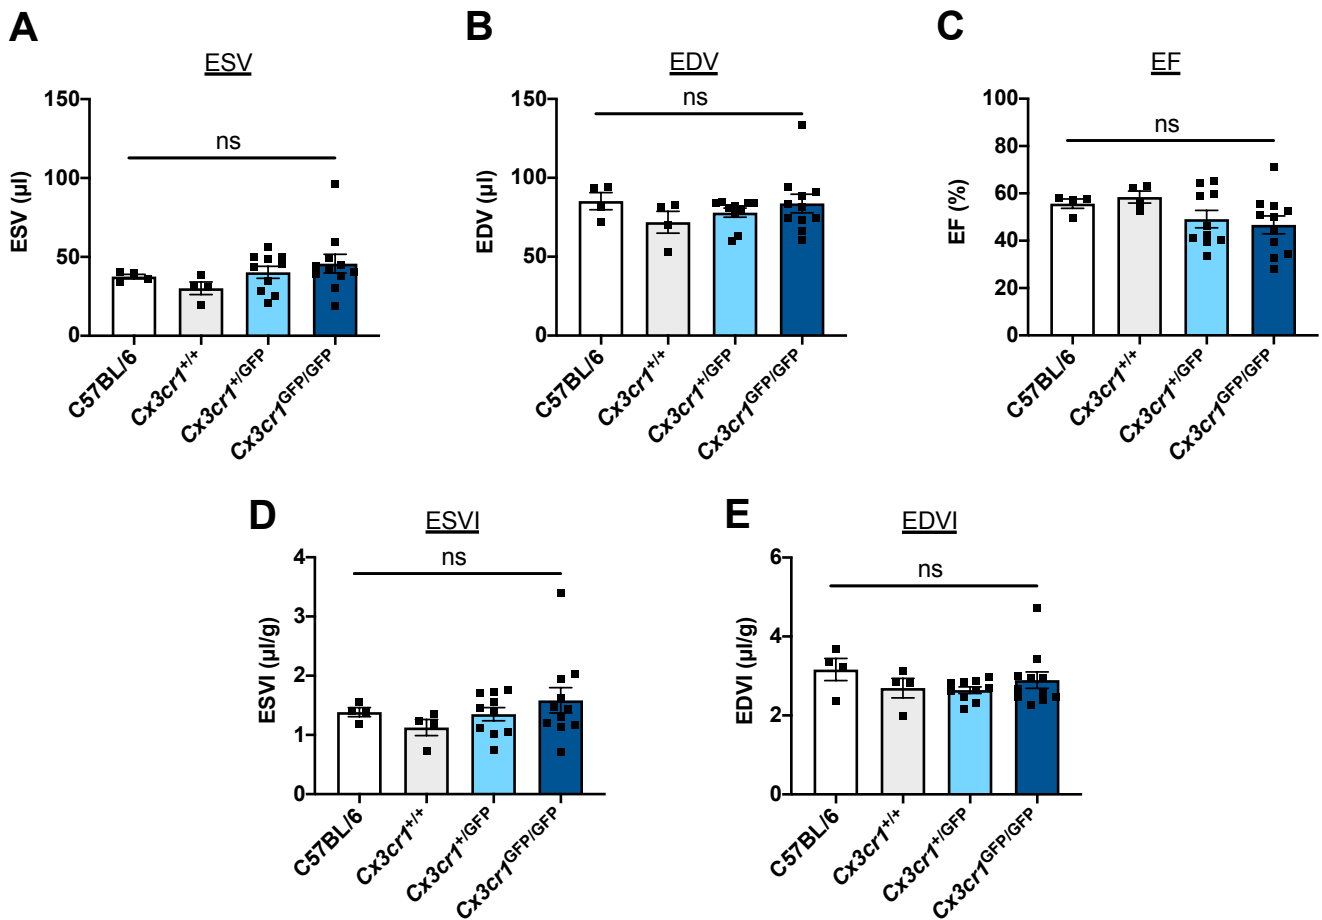 A
ESV
ns
ESV (µl)
150
100
50
0
C57BL/6
Cx3cr1+/+
Cx3cr1+/GFP
Cx3cr1GFP/GFP
B
EDV
ns
EDV (µl)
150
100
50
0
C57BL/6
Cx3cr1+/+
Cx3cr1+/GFP
Cx3cr1GFP/GFP
C
EF
ns
EF (%)
100
80
60
40
20
0
C57BL/6
Cx3cr1+/+
Cx3cr1+/GFP
Cx3cr1GFP/GFP
D
ESVI
ns
ESVI (µl/g)
4
3
2
1
0
C57BL/6
Cx3cr1+/+
Cx3cr1+/GFP
Cx3cr1GFP/GFP
E
EDVI
ns
EDVI (µl/g)
6
4
2
0
C57BL/6
Cx3cr1+/+
Cx3cr1+/GFP
Cx3cr1GFP/GFP